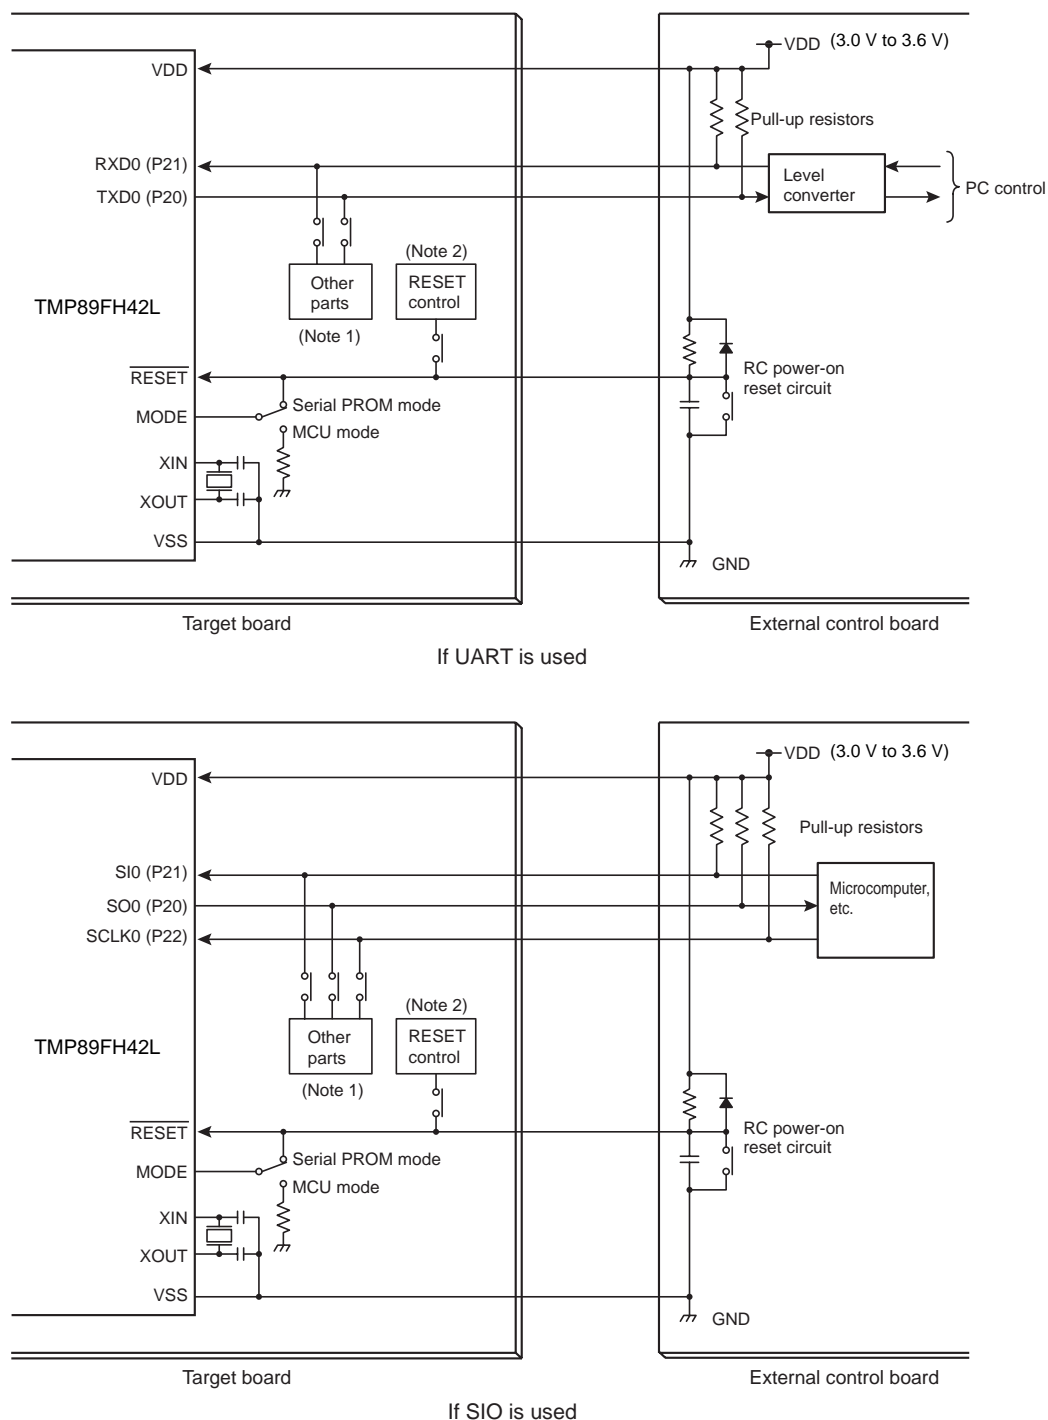 VDD (3.0 V to 3.6 V)
VDD
Pull-up resistors
RXD0 (P21)
TXD0 (P20)
Level
converter
PC control
(Note 2)
RESET
control
Other
parts
(Note 1)
TMP89FH42L
RESET
MODE
Serial PROM mode
MCU mode
RC power-on
reset circuit
XIN
XOUT
VSS
GND
Target board
External control board
If UART is used
VDD (3.0 V to 3.6 V)
VDD
Pull-up resistors
SI0 (P21)
SO0 (P20)
SCLK0 (P22)
Microcomputer,
etc.
(Note 2)
RESET
control
Other
parts
(Note 1)
TMP89FH42L
RESET
MODE
Serial PROM mode
MCU mode
RC power-on
reset circuit
XIN
XOUT
VSS
GND
Target board
External control board
If SIO is used